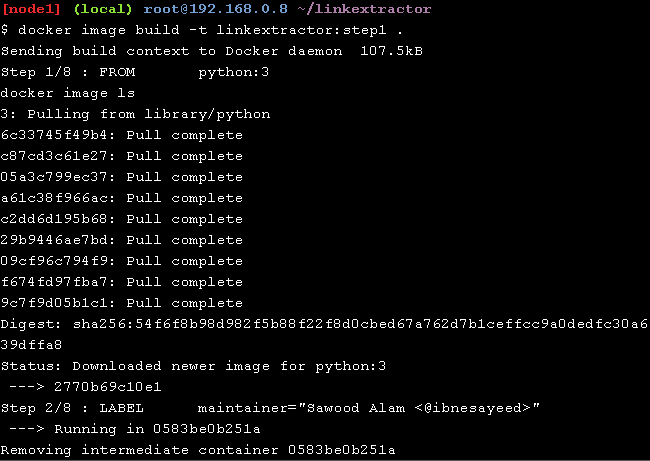 [node1] (local) root@192.168.0.8 ~/linkextractor
$ docker image build -t linkextractor:step1 .
Sending build context to Docker daemon  107.5kB
Step 1/8 : FROM       python:3
docker image ls
3: Pulling from library/python
6c33745f49b4: Pull complete
c87cd3c61e27: Pull complete
05a3c799ec37: Pull complete
a61c38f966ac: Pull complete
c2dd6d195b68: Pull complete
29b9446ae7bd: Pull complete
09cf96c794f9: Pull complete
f674fd97fba7: Pull complete
9c7f9d05b1c1: Pull complete
Digest: sha256:54f6f8b98d982f5b88f22f8d0cbed67a762d7b1ceffcc9a0dedfc30a6
39dffa8
Status: Downloaded newer image for python:3
 ---> 2770b69c10e1
Step 2/8 : LABEL      maintainer="Sawood Alam <@ibnesayeed>"
 ---> Running in 0583be0b251a
Removing intermediate container 0583be0b251a